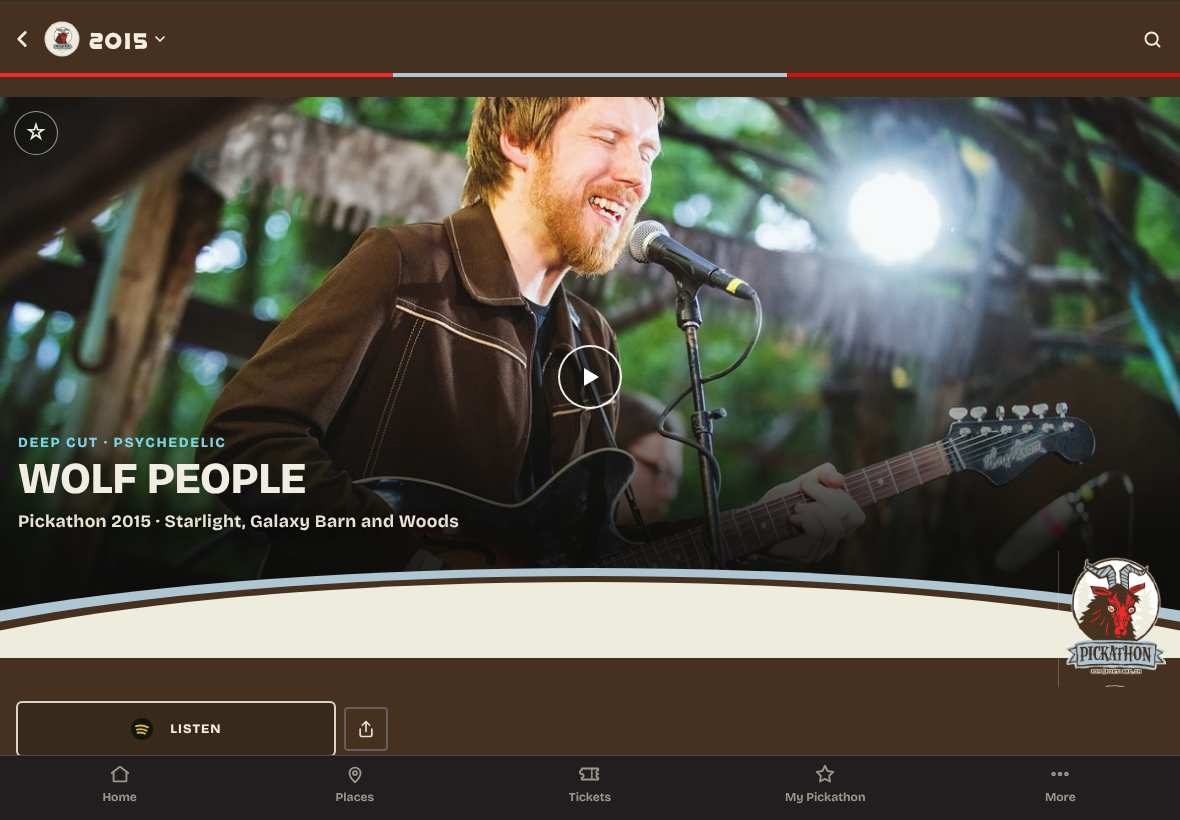 2015
DEEP CUT · PSYCHEDELIC
WOLF PEOPLE
Pickathon 2015 · Starlight, Galaxy Barn and Woods
PICKATHON
LISTEN
Home
Places
Tickets
My Pickathon
More